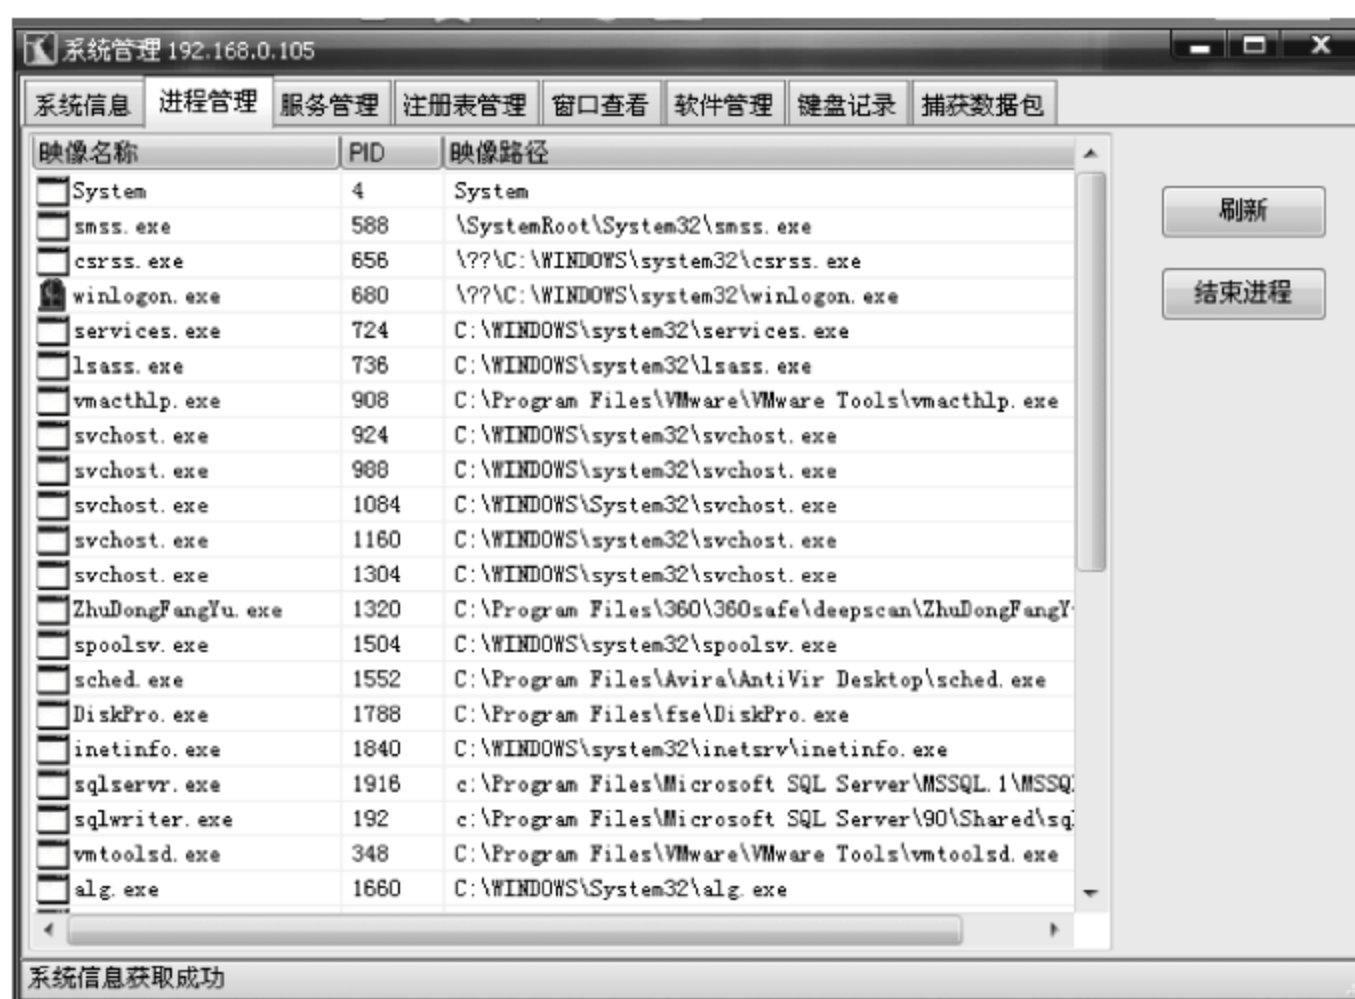 系统管理 192.168.0.105
系统信息 进程管理 服务管理 注册表管理 窗口查看 软件管理 键盘记录 捕获数据包
映像名称 PID 映像路径
System 4 System
smss.exe 588 \SystemRoot\System32\smss.exe
csrss.exe 656 \??\C:\WINDOWS\system32\csrss.exe
winlogon.exe 680 \??\C:\WINDOWS\system32\winlogon.exe
services.exe 724 C:\WINDOWS\system32\services.exe
lsass.exe 736 C:\WINDOWS\system32\lsass.exe
vmacthlp.exe 908 C:\Program Files\VMware\VMware Tools\vmacthlp.exe
svchost.exe 924 C:\WINDOWS\system32\svchost.exe
svchost.exe 988 C:\WINDOWS\system32\svchost.exe
svchost.exe 1084 C:\WINDOWS\System32\svchost.exe
svchost.exe 1160 C:\WINDOWS\system32\svchost.exe
svchost.exe 1304 C:\WINDOWS\system32\svchost.exe
ZhuDongFangYu.exe 1320 C:\Program Files\360\360safe\deepscan\ZhuDongFangY
spoolsv.exe 1504 C:\WINDOWS\system32\spoolsv.exe
sched.exe 1552 C:\Program Files\Avira\AntiVir Desktop\sched.exe
DiskPro.exe 1788 C:\Program Files\fse\DiskPro.exe
inetinfo.exe 1840 C:\WINDOWS\system32\inetsrv\inetinfo.exe
sqlservr.exe 1916 c:\Program Files\Microsoft SQL Server\MSSQL.1\MSSQ
sqlwriter.exe 192 c:\Program Files\Microsoft SQL Server\90\Shared\sq
vmtoolsd.exe 348 C:\Program Files\VMware\VMware Tools\vmtoolsd.exe
alg.exe 1660 C:\WINDOWS\System32\alg.exe
刷新
结束进程
系统信息获取成功